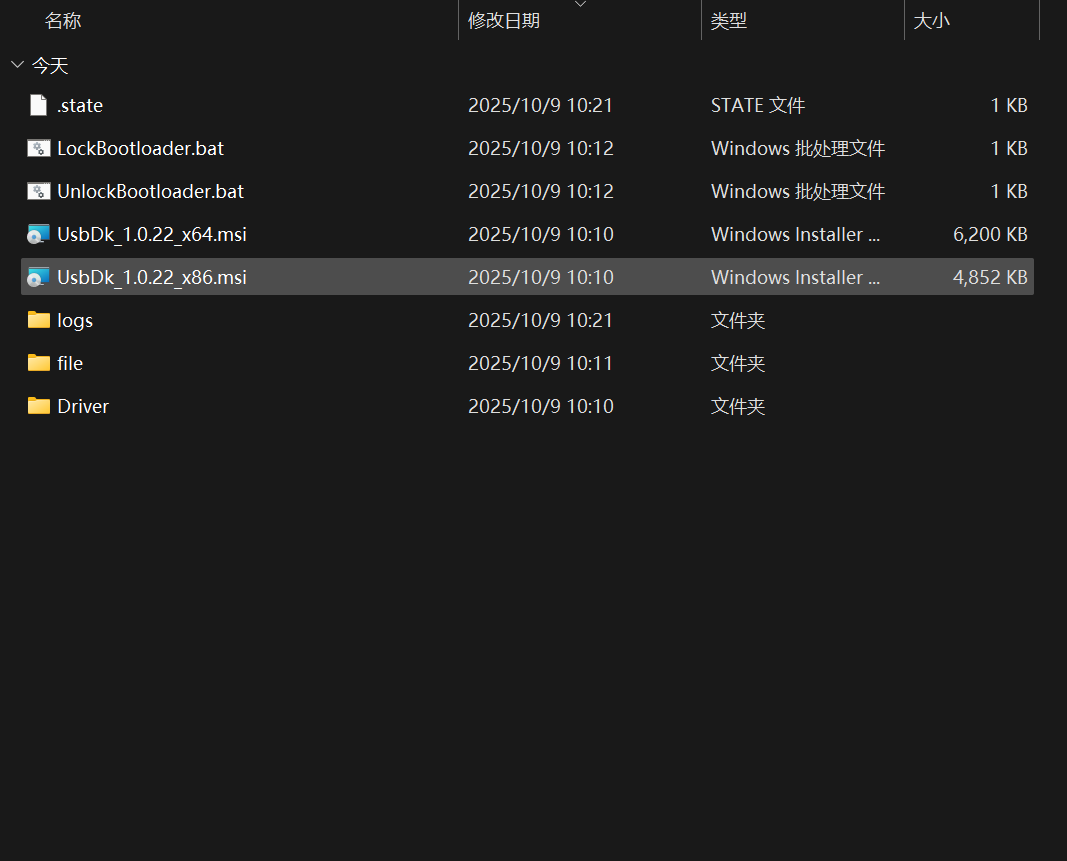 名称 修改日期 类型 大小
今天
.state 2025/10/9 10:21 STATE 文件 1 KB
LockBootloader.bat 2025/10/9 10:12 Windows 批处理文件 1 KB
UnlockBootloader.bat 2025/10/9 10:12 Windows 批处理文件 1 KB
UsbDk_1.0.22_x64.msi 2025/10/9 10:10 Windows Installer ... 6,200 KB
UsbDk_1.0.22_x86.msi 2025/10/9 10:10 Windows Installer ... 4,852 KB
logs 2025/10/9 10:21 文件夹
file 2025/10/9 10:11 文件夹
Driver 2025/10/9 10:10 文件夹